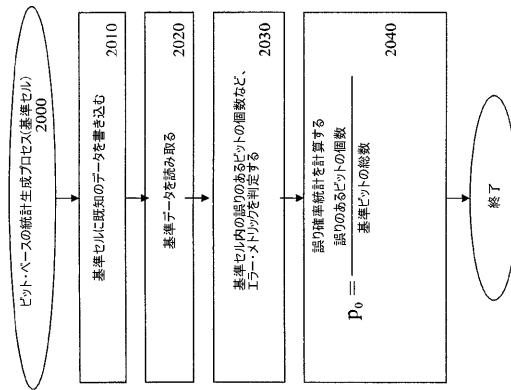 ビット・ベースの統計生成プロセス(基準セル)
2000
基準セルに既知のデータを書き込む
2010
基準データを読み取る
2020
基準セル内の誤りのあるビットの個数など、
エラー・メトリックを判定する
2030
誤り確率統計を計算する
2040
p₀ = 誤りのあるビットの個数
基準ビットの総数
終了